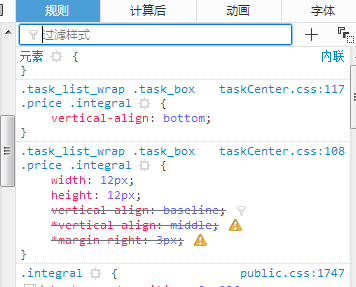 规则 计算后 动画 字体
过滤样式
元素 { 内联
}
.task_list_wrap .task_box taskCenter.css:117
.price .integral {
vertical-align: bottom;
}
.task_list_wrap .task_box taskCenter.css:108
.price .integral {
width: 12px;
height: 12px;
vertical-align: baseline;
*vertical-align: middle;
*margin-right: 3px;
}
.integral { public.css:1747